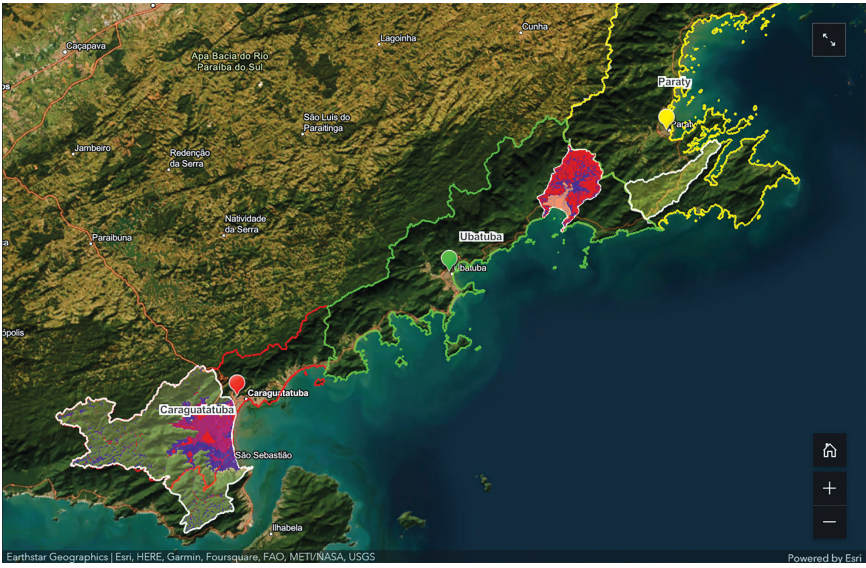 Cunha
Lagoinha
Caçapava
Apa Bacia do Rio
Paraíba do Sul
os
Paraty
São Luís do
Paraitinga
Paraty
Jambeiro
Redenção
da Serra
Natividade
da Serra
Ubatuba
Paraibuna
Ubatuba
ópolis
Caraguatatuba
Caraguatatuba
São Sebastião
Ilhabela
Earthstar Geographics | Esri, HERE, Garmin, Foursquare, FAO, METI/NASA, USGS
Powered by Esri